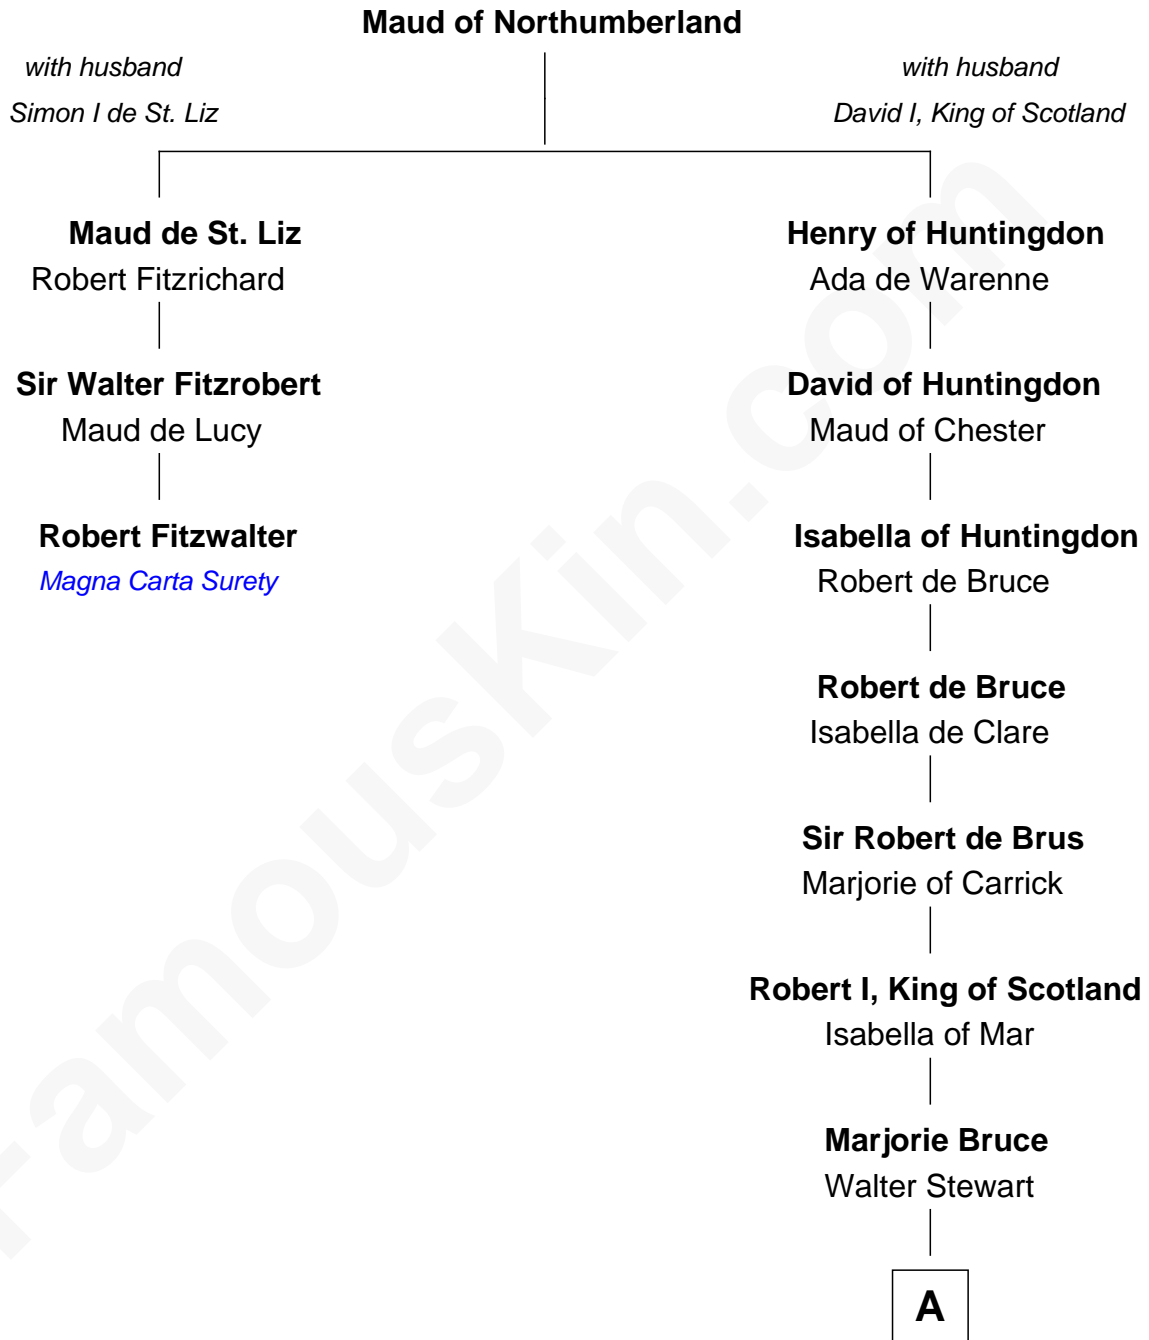 Maud of Northumberland
with husband
Simon I de St. Liz
with husband
David I, King of Scotland
Maud de St. Liz
Robert Fitzrichard
Henry of Huntingdon
Ada de Warenne
Sir Walter Fitzrobert
Maud de Lucy
David of Huntingdon
Maud of Chester
Robert Fitzwalter
Magna Carta Surety
Isabella of Huntingdon
Robert de Bruce
Robert de Bruce
Isabella de Clare
Sir Robert de Brus
Marjorie of Carrick
Robert I, King of Scotland
Isabella of Mar
Marjorie Bruce
Walter Stewart
A
FamousKin.com